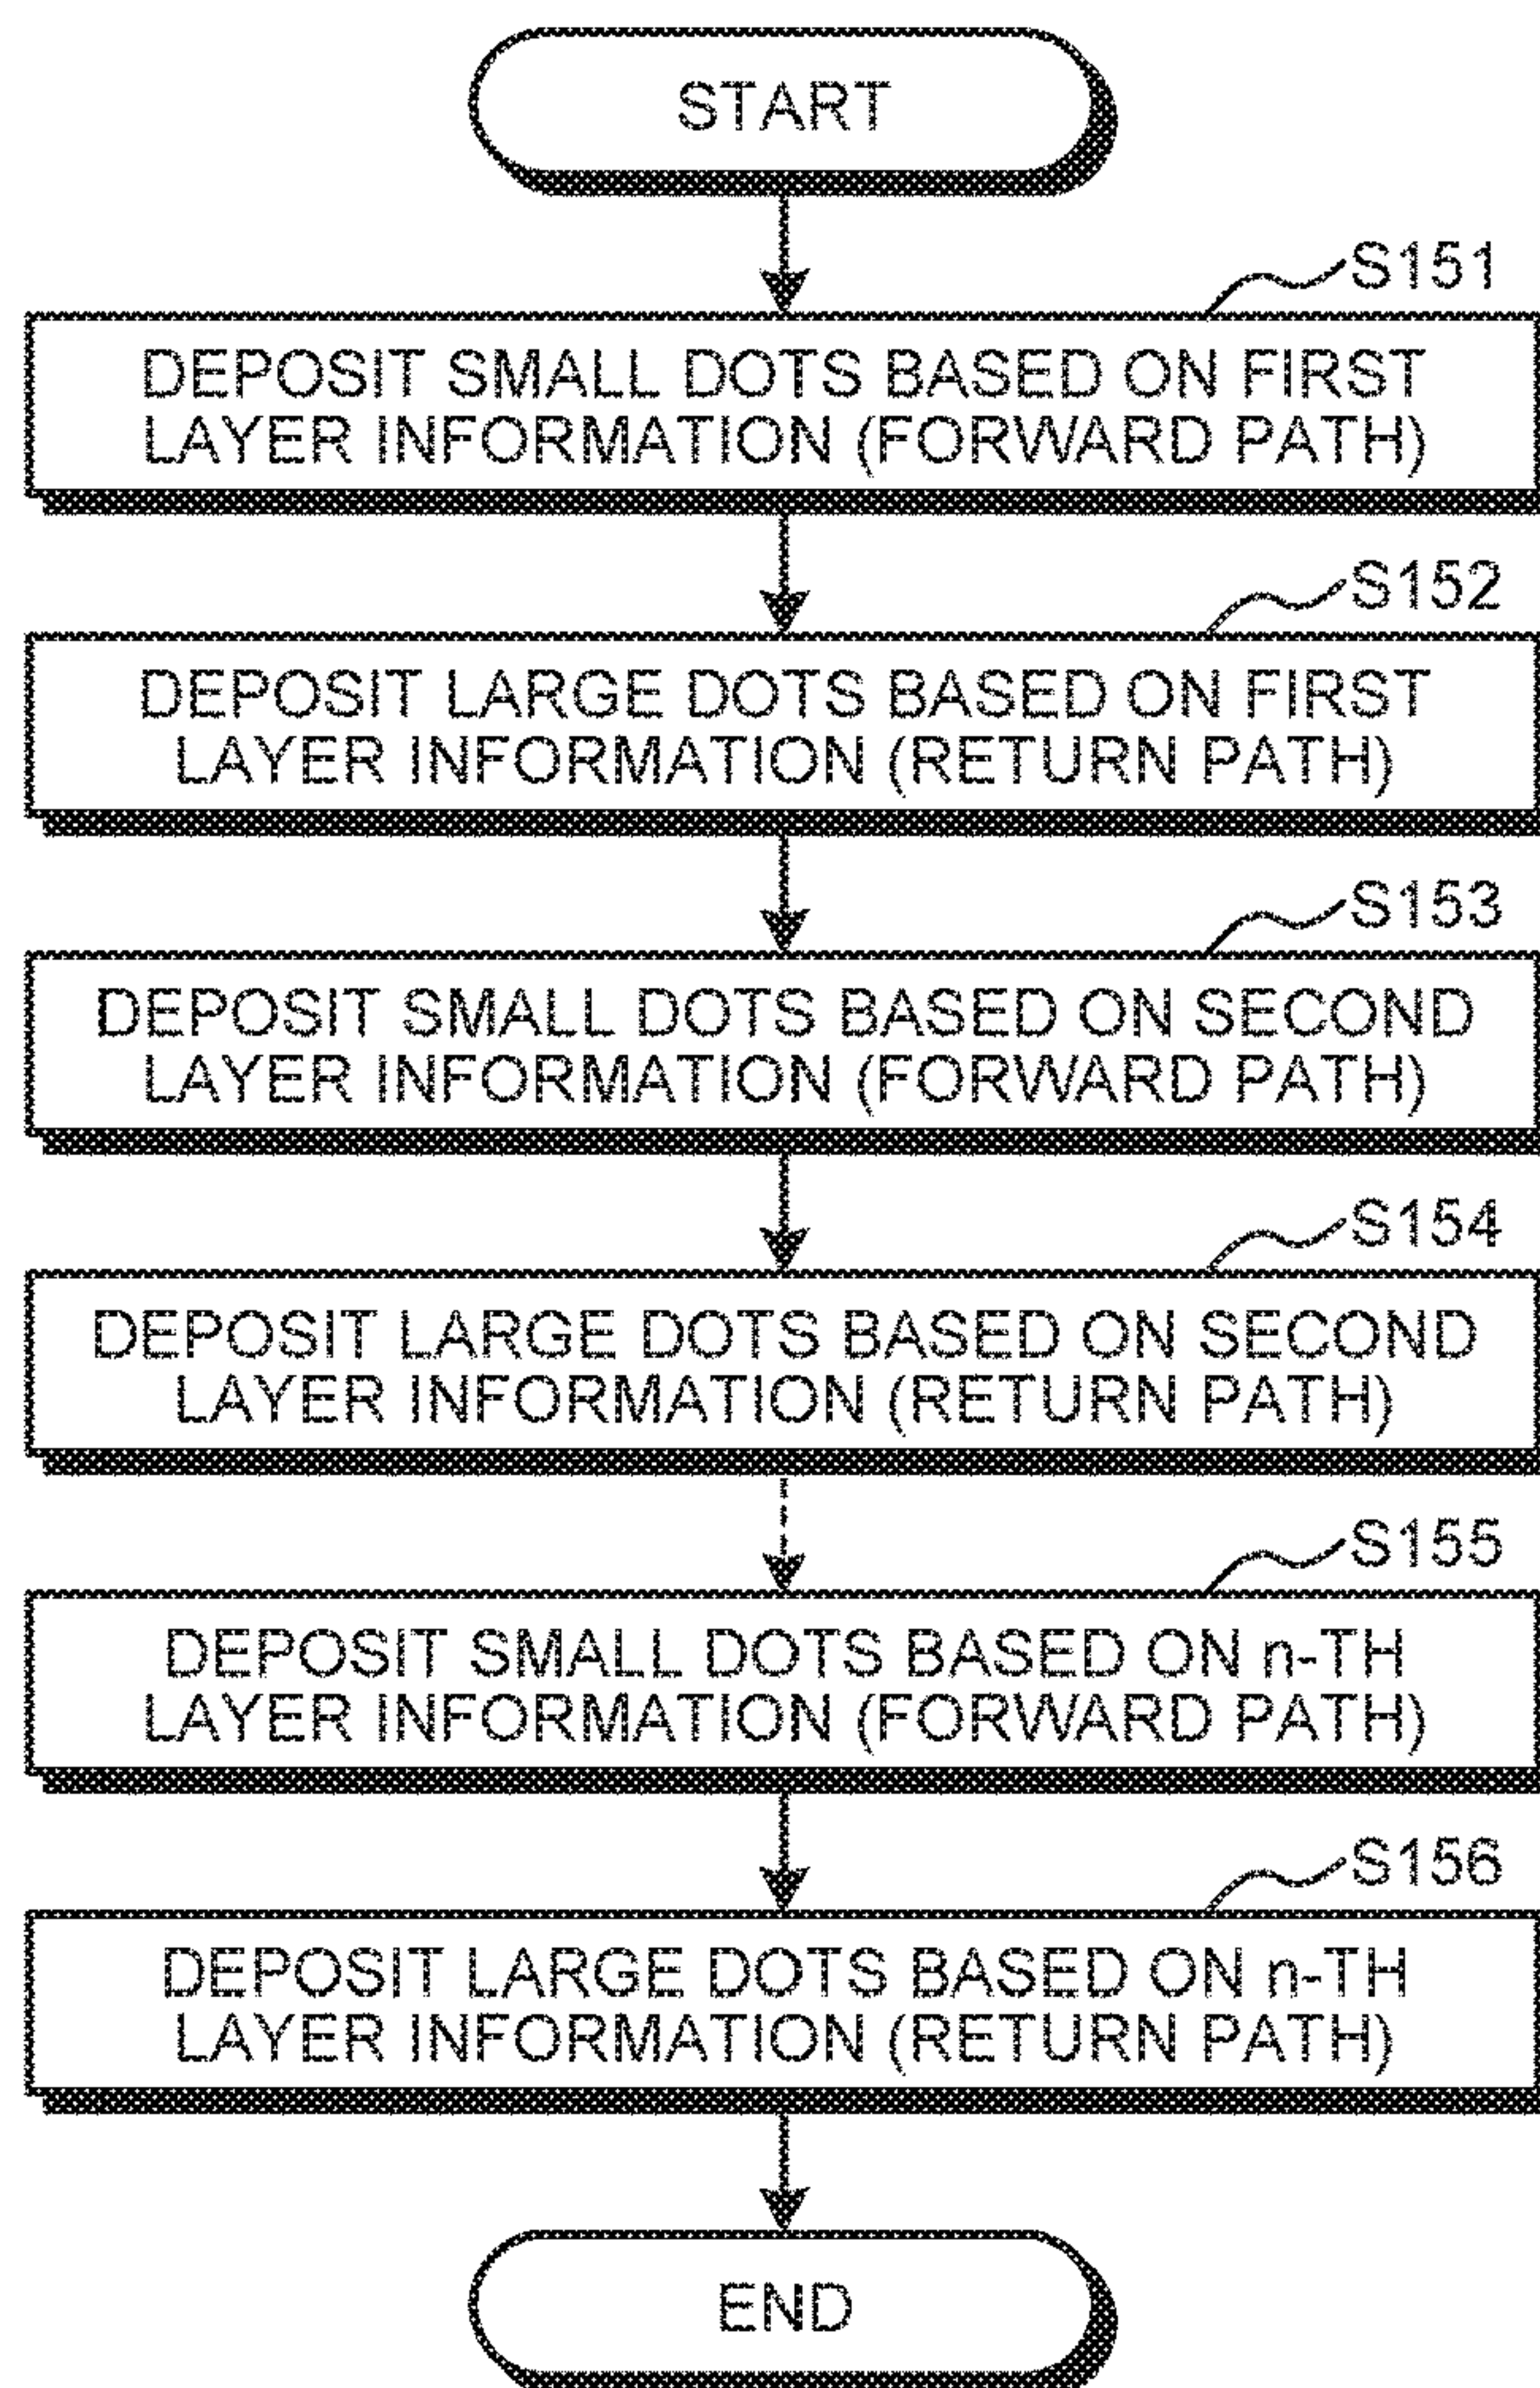 START
S151
DEPOSIT SMALL DOTS BASED ON FIRST
LAYER INFORMATION (FORWARD PATH)
S152
DEPOSIT LARGE DOTS BASED ON FIRST
LAYER INFORMATION (RETURN PATH)
S153
DEPOSIT SMALL DOTS BASED ON SECOND
LAYER INFORMATION (FORWARD PATH)
S154
DEPOSIT LARGE DOTS BASED ON SECOND
LAYER INFORMATION (RETURN PATH)
S155
DEPOSIT SMALL DOTS BASED ON n-TH
LAYER INFORMATION (FORWARD PATH)
S156
DEPOSIT LARGE DOTS BASED ON n-TH
LAYER INFORMATION (RETURN PATH)
END